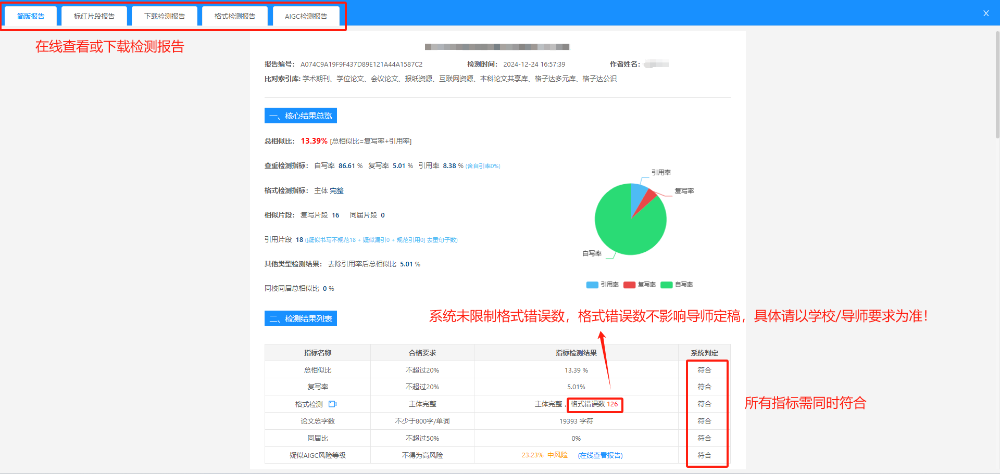 简版报告 标红片段报告 下载检测报告 格式检测报告 AIGC检测报告 X
在线查看或下载检测报告
报告编号： A074C9A19F9F437D89E121A44A1587C2 检测时间： 2024-12-24 16:57:39 作者姓名：
比对索引库: 学术期刊、学位论文、会议论文、报纸资源、互联网资源、本科论文共享库、格子达多元库、格子达公识
一、核心结果总览
总相似比： 13.39% [总相似比=复写率+引用率]
查重检测指标： 自写率 86.61 % 复写率 5.01 % 引用率 8.38 % (含自引率0%)
格式检测指标： 主体 完整
相似片段： 复写片段 16 同届片段 0
引用片段 18 ([疑似书写不规范18 + 疑似漏引0 + 规范引用0] 去重句子数)
其他类型检测结果： 去除引用率后总相似比 5.01 %
同校同届总相似比 0 %
引用率
复写率
自写率
引用率 复写率 自写率
二、检测结果列表
系统未限制格式错误数，格式错误数不影响导师定稿，具体请以学校/导师要求为准！
指标名称 合格要求 指标检测结果 系统判定
总相似比 不超过20% 13.39 % 符合
复写率 不超过20% 5.01% 符合
格式检测 主体完整 主体完整，格式错误数 126 符合
论文总字数 不少于800字/单词 19393 字符 符合
同届比 不超过50% 0% 符合
疑似AIGC风险等级 不得为高风险 23.23% 中风险 (在线查看报告) 符合
所有指标需同时符合